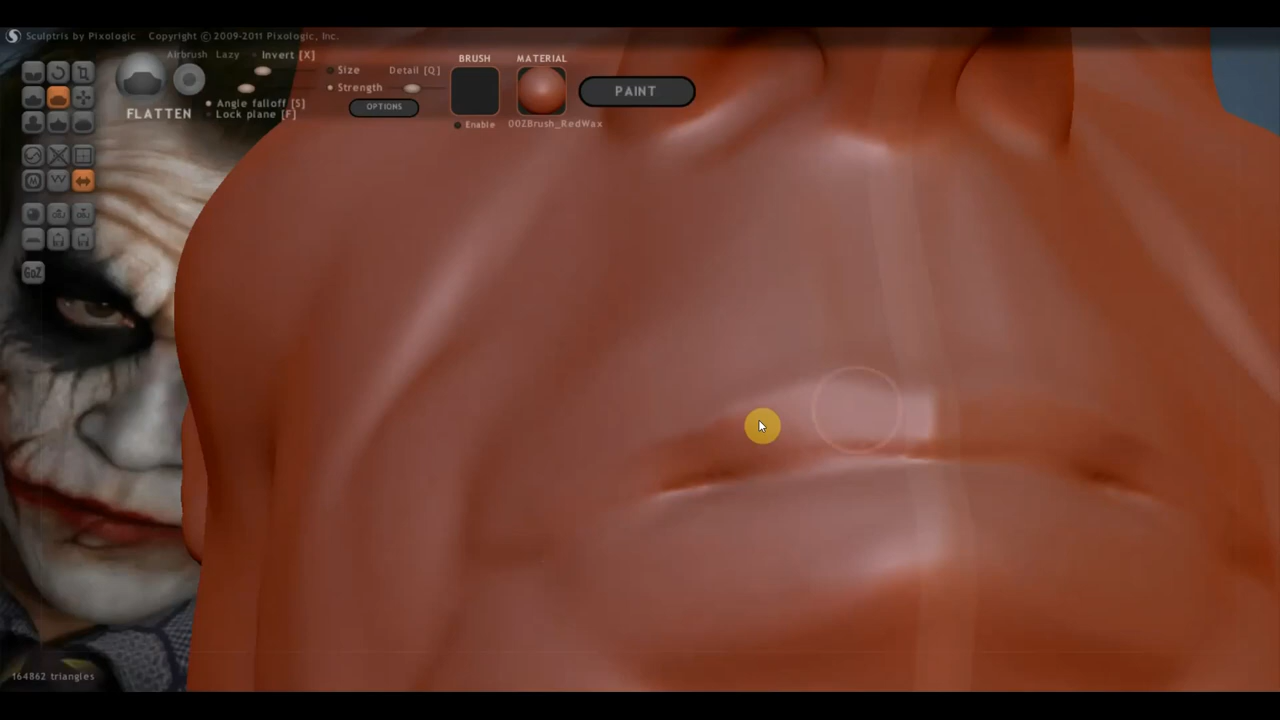 Sculptris by Pixologic Copyright © 2009-2011 Pixologic, Inc.
Airbrush Lazy Invert [X]
Size Detail [Q]
Strength
Angle falloff [S]
FLATTEN
Lock plane [F]
OPTIONS
BRUSH
Enable
MATERIAL
00ZBrush_RedWax
PAINT
GoZ
164862 triangles